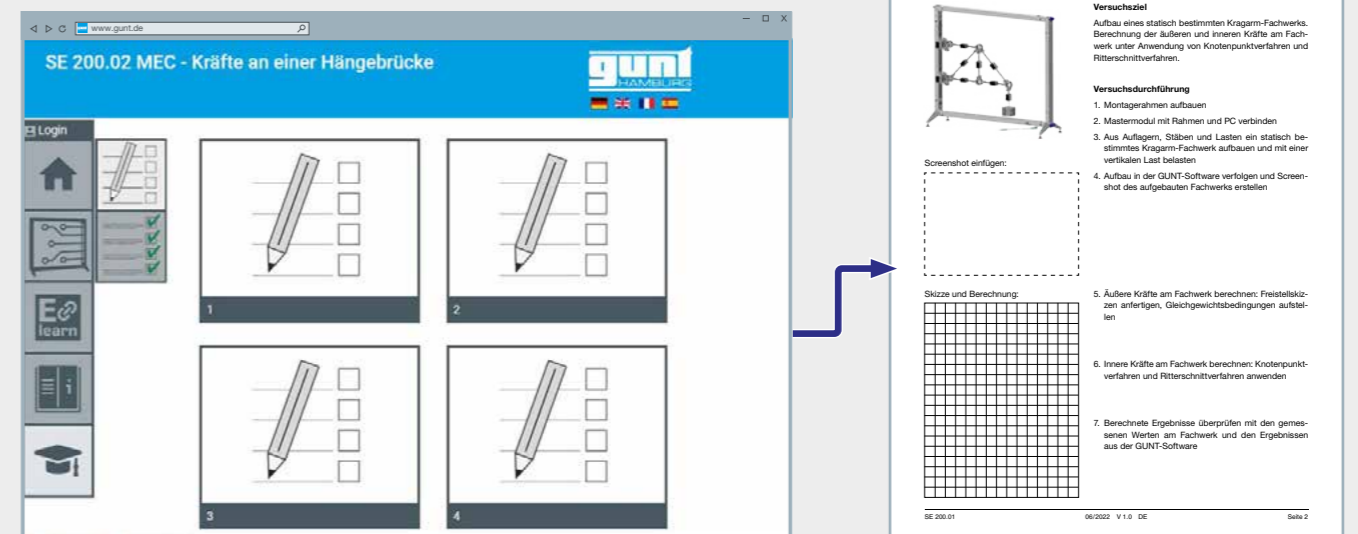 www.gunt.de
SE 200.02 MEC - Kräfte an einer Hängebrücke
gunt
HAMBURG
Login
E
learn
i
1
2
3
4
Versuchsziel
Aufbau eines statisch bestimmten Kragarm-Fachwerks.
Berechnung der äußeren und inneren Kräfte am Fach-
werk unter Anwendung von Knotenpunktverfahren und
Ritterschnittverfahren.
Versuchsdurchführung
1. Montagerahmen aufbauen
2. Mastermodul mit Rahmen und PC verbinden
3. Aus Auflagern, Stäben und Lasten ein statisch be-
stimmtes Kragarm-Fachwerk aufbauen und mit einer
vertikalen Last belasten
4. Aufbau in der GUNT-Software verfolgen und Screen-
shot des aufgebauten Fachwerks erstellen
Screenshot einfügen:
Skizze und Berechnung:
5. Äußere Kräfte am Fachwerk berechnen: Freistellskiz-
zen anfertigen, Gleichgewichtsbedingungen aufstel-
len
6. Innere Kräfte am Fachwerk berechnen: Knotenpunkt-
verfahren und Ritterschnittverfahren anwenden
7. Berechnete Ergebnisse überprüfen mit den gemes-
senen Werten am Fachwerk und den Ergebnissen
aus der GUNT-Software
SE 200.01 06/2022 V 1.0 DE Seite 2